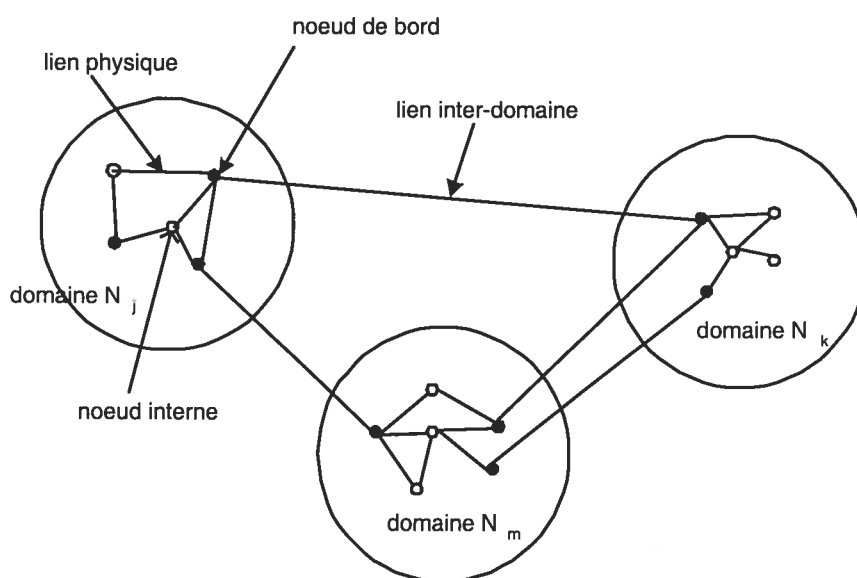 noeud de bord
lien physique
lien inter-domaine
domaine N j
domaine N k
noeud interne
domaine N m